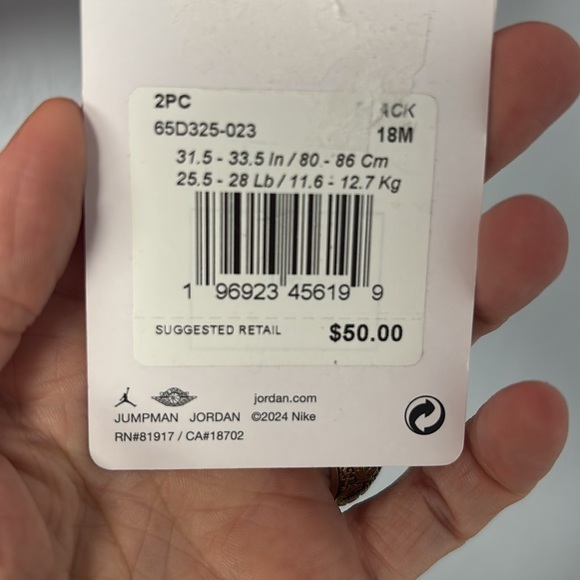 2PC
65D325-023 18M
31.5 - 33.5 In / 80 - 86 Cm
25.5 - 28 Lb / 11.6 - 12.7 Kg
1 96923 45619 9
SUGGESTED RETAIL $50.00
jordan.com
JUMPMAN JORDAN ©2024 Nike
RN#81917 / CA#18702